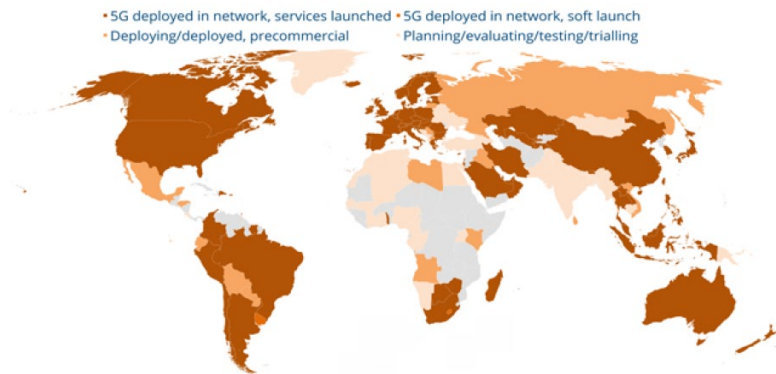 5G deployed in network, services launched
5G deployed in network, soft launch
Deploying/deployed, precommercial
Planning/evaluating/testing/trialling